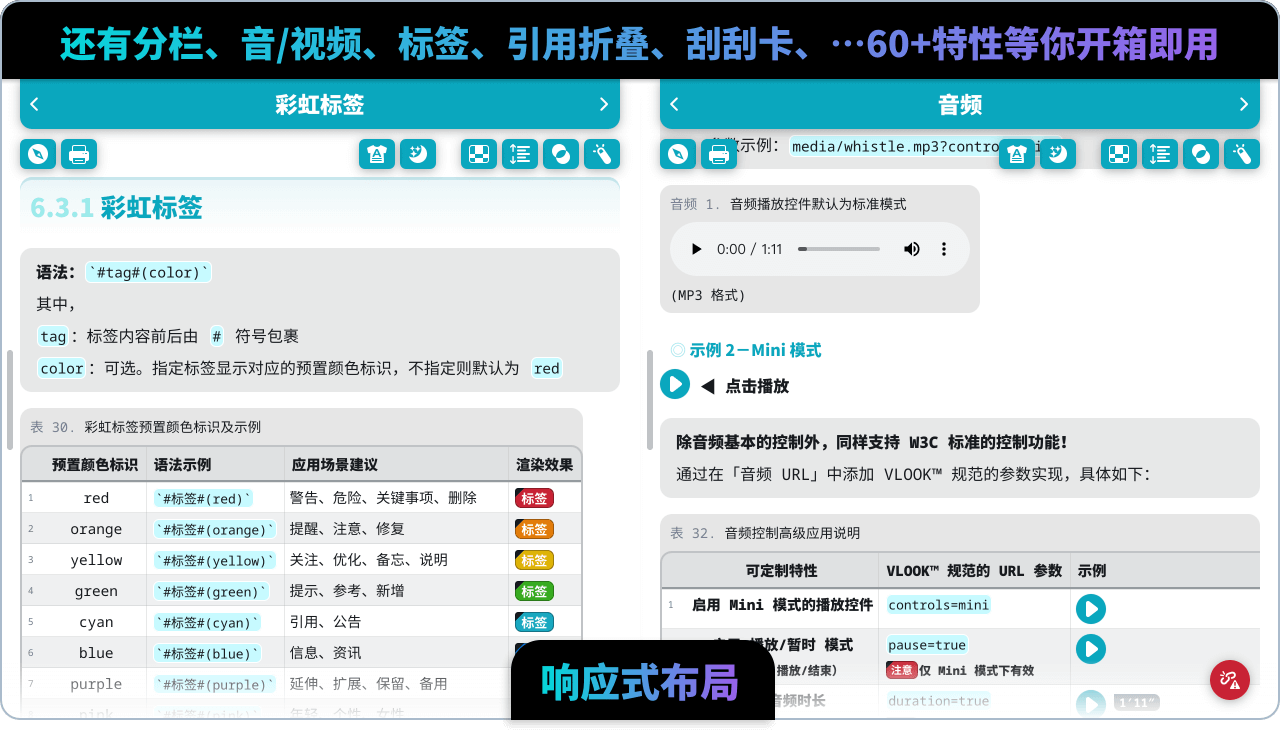 还有分栏、音/视频、标签、引用折叠、刮刮卡、…60+特性等你开箱即用
彩虹标签
6.3.1 彩虹标签
语法：`#tag#(color)`
其中，
tag：标签内容前后由 # 符号包裹
color：可选。指定标签显示对应的预置颜色标识，不指定则默认为 red
表 30. 彩虹标签预置颜色标识及示例
预置颜色标识 语法示例 应用场景建议 渲染效果
1 red `#标签#(red)` 警告、危险、关键事项、删除 标签
2 orange `#标签#(orange)` 提醒、注意、修复 标签
3 yellow `#标签#(yellow)` 关注、优化、备忘、说明 标签
4 green `#标签#(green)` 提示、参考、新增 标签
5 cyan `#标签#(cyan)` 引用、公告 标签
6 blue `#标签#(blue)` 信息、资讯
7 purple `#标签#(purple)` 延伸、扩展、保留、备用
8 pink `#标签#(pink)` 年轻、个性、女性
音频
示例：media/whistle.mp3?contro
音频 1. 音频播放控件默认为标准模式
0:00 / 1:11
(MP3 格式)
示例 2－Mini 模式
◀ 点击播放
除音频基本的控制外，同样支持 W3C 标准的控制功能！
通过在「音频 URL」中添加 VLOOK™ 规范的参数实现，具体如下：
表 32. 音频控制高级应用说明
可定制特性 VLOOK™ 规范的 URL 参数 示例
1 启用 Mini 模式的播放控件 controls=mini
播放/暂时 模式 pause=true
播放/结束） 注意 仅 Mini 模式下有效
音频时长 duration=true 1'11"
响应式布局